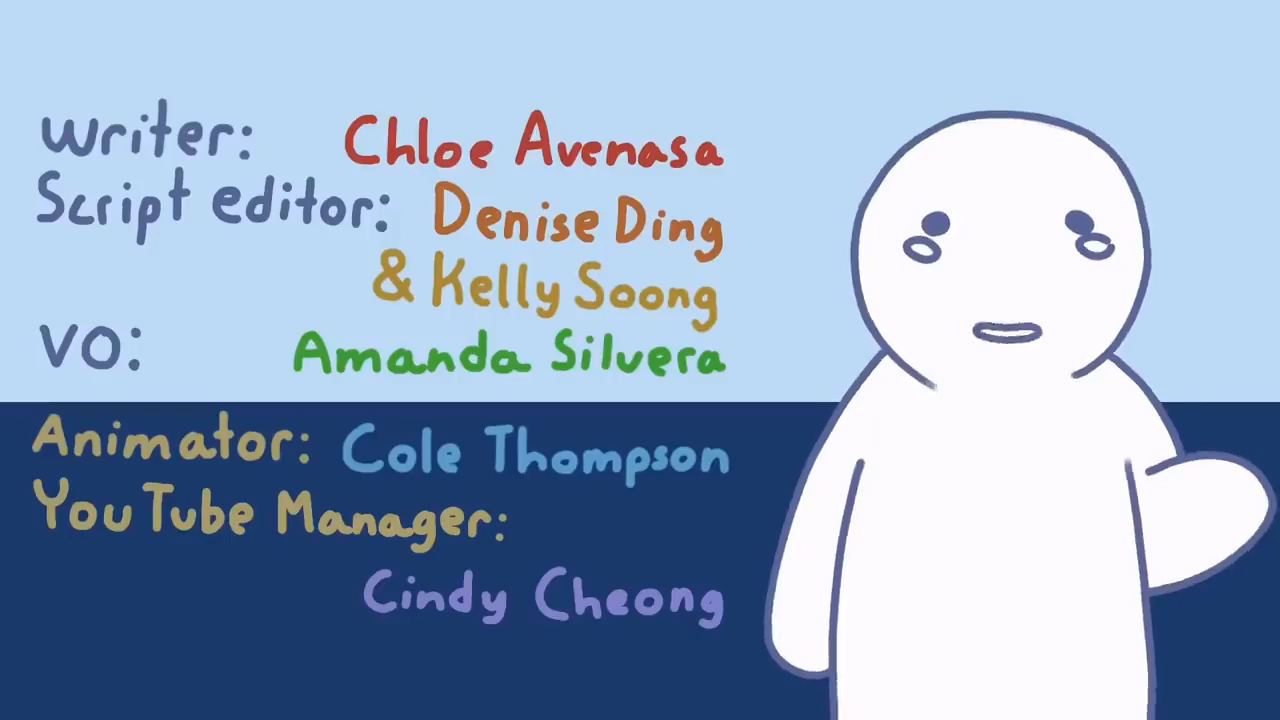 Writer: Chloe Avenasa
Script editor: Denise Ding
& Kelly Soong
VO: Amanda Silvera
Animator: Cole Thompson
YouTube Manager:
Cindy Cheong